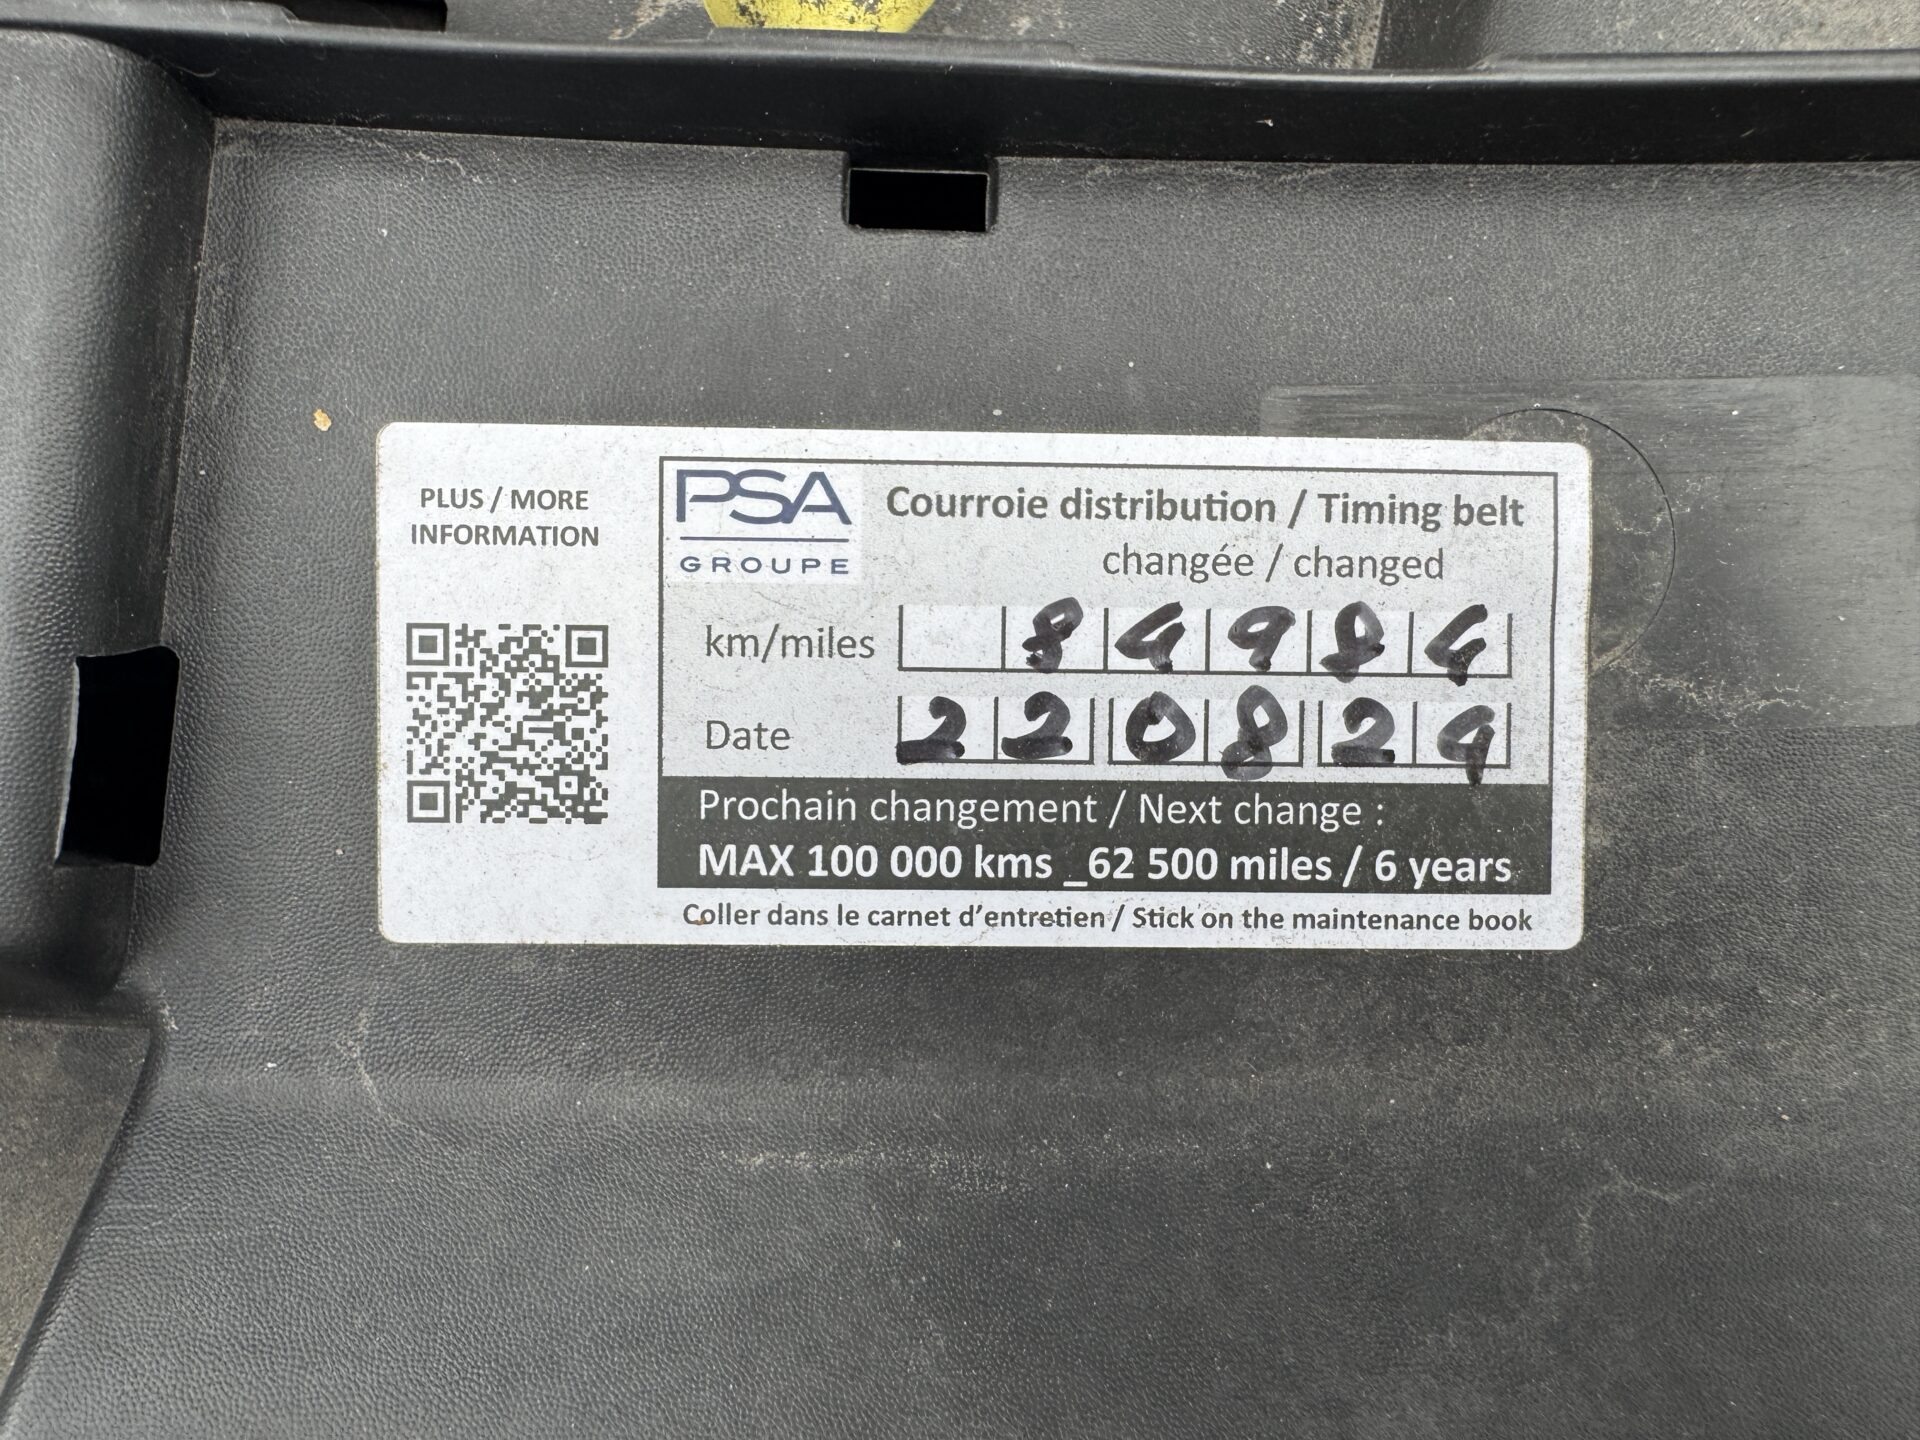 PLUS / MORE
INFORMATION
PSA
GROUPE
Courroie distribution / Timing belt
changée / changed
km/miles 84984
Date 220824
Prochain changement / Next change :
MAX 100 000 kms _62 500 miles / 6 years
Coller dans le carnet d'entretien / Stick on the maintenance book